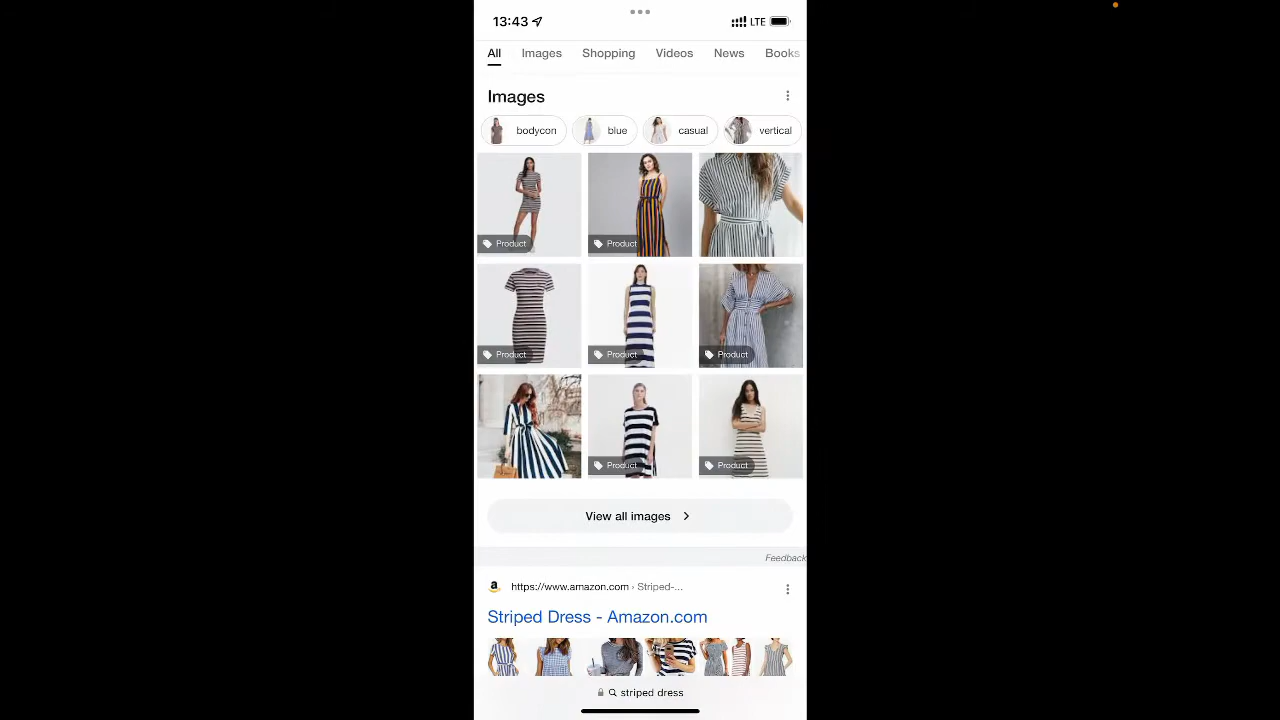 13:43 LTE
All Images Shopping Videos News Books
Images
bodycon blue casual vertical
Product Product
Product Product Product
Product Product
View all images
Feedback
a https://www.amazon.com › Striped-...
Striped Dress - Amazon.com
striped dress